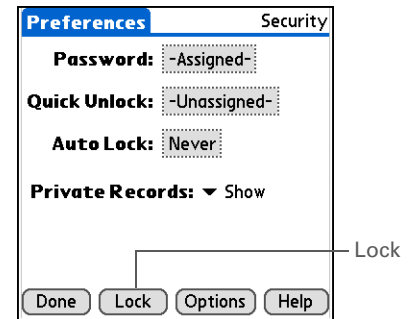 Preferences Security
Password: -Assigned-
Quick Unlock: -Unassigned-
Auto Lock: Never
Private Records: Show
Lock
Done Lock Options Help